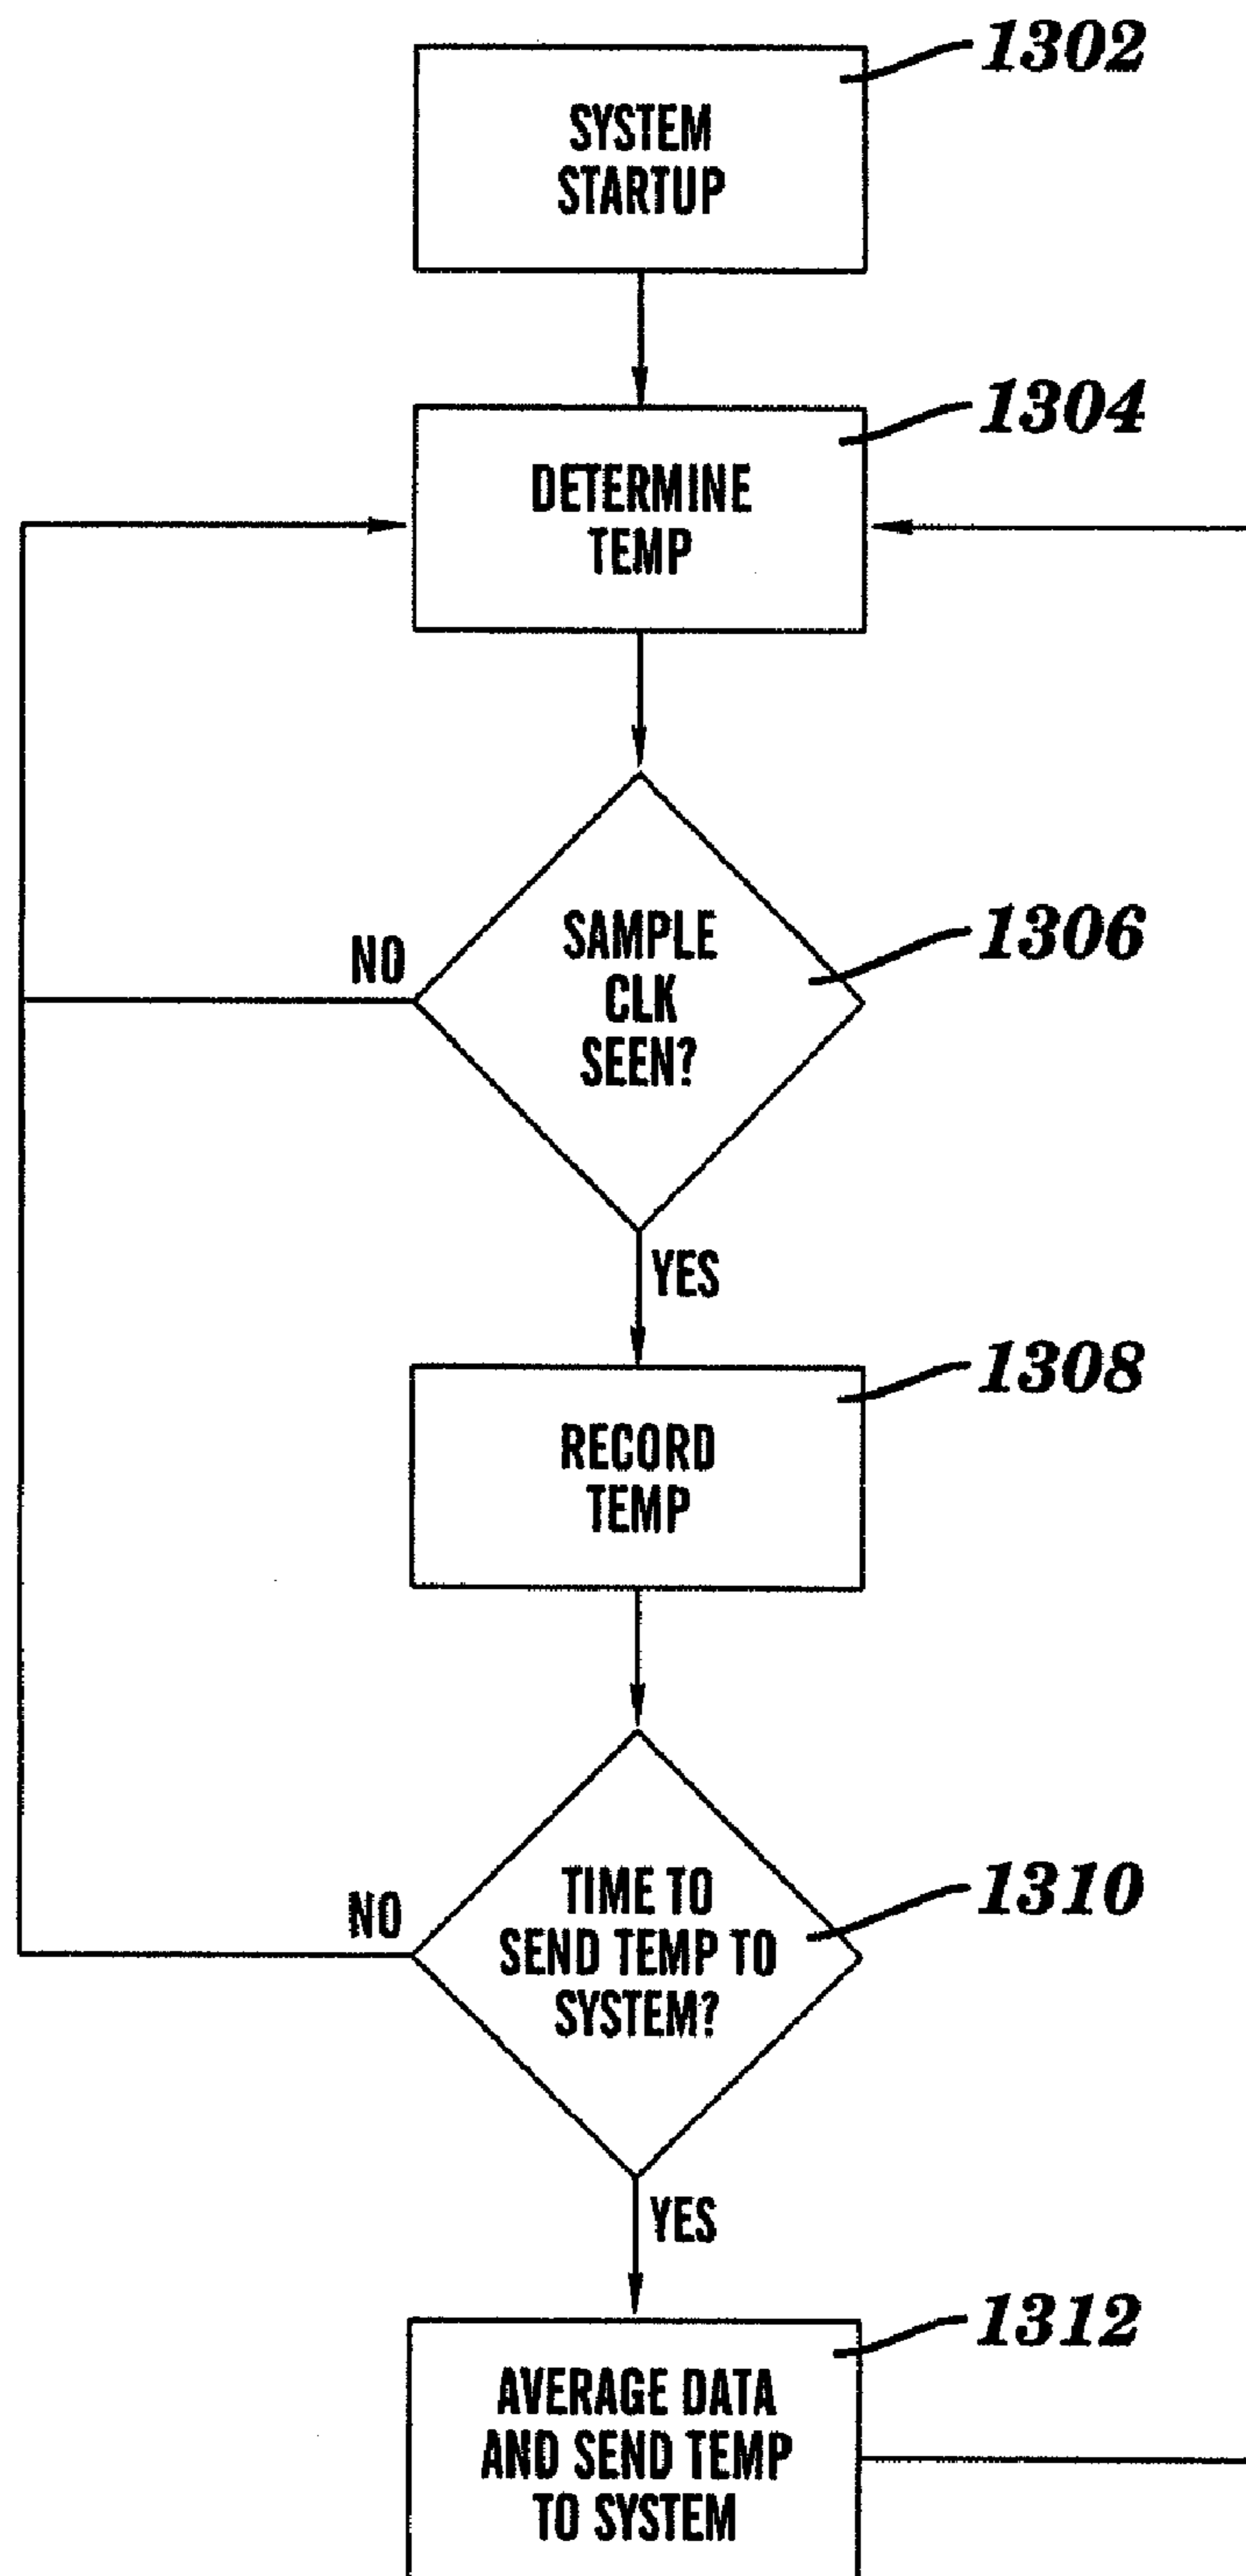 1302
SYSTEM
STARTUP
1304
DETERMINE
TEMP
1306
SAMPLE
CLK
SEEN?
NO
YES
1308
RECORD
TEMP
1310
TIME TO
SEND TEMP TO
SYSTEM?
NO
YES
1312
AVERAGE DATA
AND SEND TEMP
TO SYSTEM